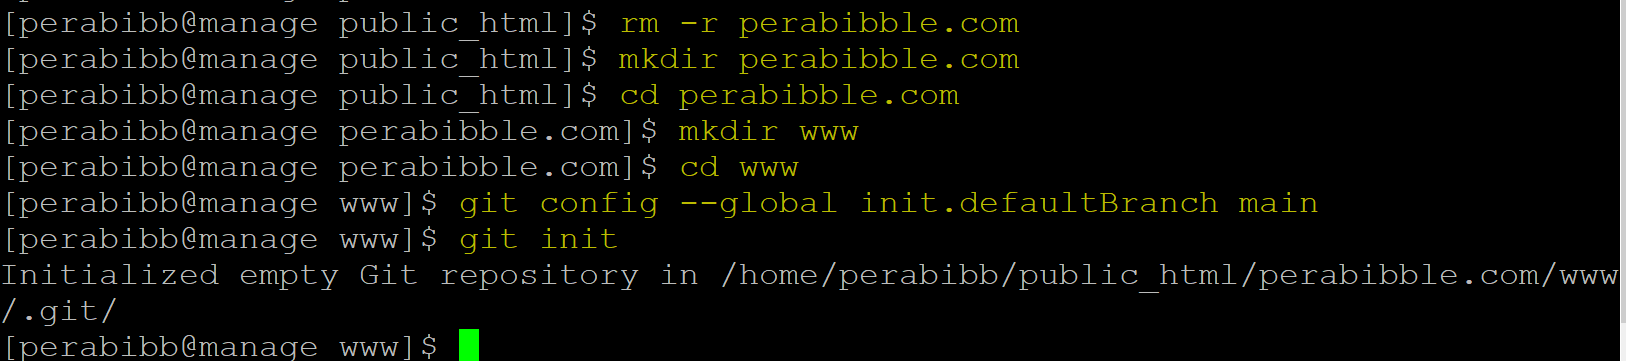 [perabibb@manage public_html]$ rm -r perabibble.com
[perabibb@manage public_html]$ mkdir perabibble.com
[perabibb@manage public_html]$ cd perabibble.com
[perabibb@manage perabibble.com]$ mkdir www
[perabibb@manage perabibble.com]$ cd www
[perabibb@manage www]$ git config --global init.defaultBranch main
[perabibb@manage www]$ git init
Initialized empty Git repository in /home/perabibb/public_html/perabibble.com/www
/.git/
[perabibb@manage www]$